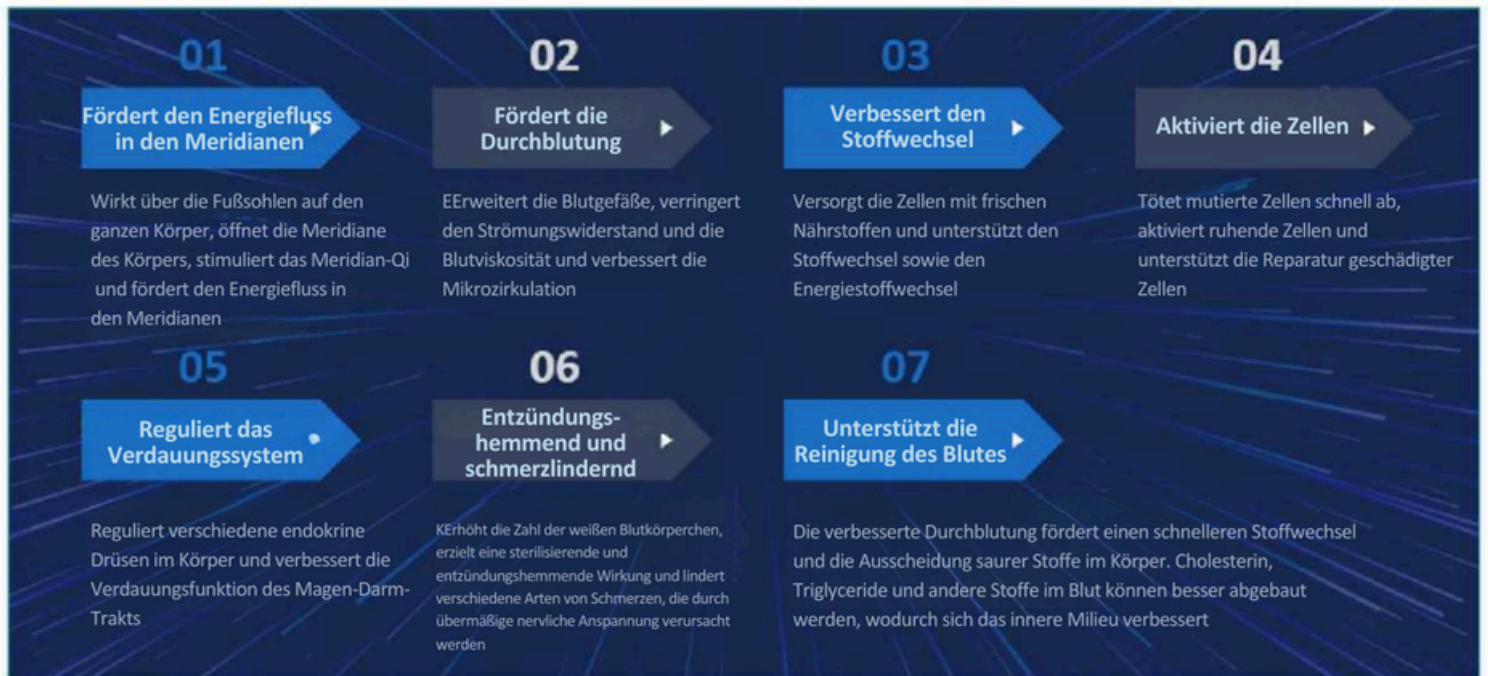 01
Fördert den Energiefluss
in den Meridianen
Wirkt über die Fußsohlen auf den
ganzen Körper, öffnet die Meridiane
des Körpers, stimuliert das Meridian-Qi
und fördert den Energiefluss in
den Meridianen
02
Fördert die
Durchblutung
EErweitert die Blutgefäße, verringert
den Strömungswiderstand und die
Blutviskosität und verbessert die
Mikrozirkulation
03
Verbessert den
Stoffwechsel
Versorgt die Zellen mit frischen
Nährstoffen und unterstützt den
Stoffwechsel sowie den
Energiestoffwechsel
04
Aktiviert die Zellen
Tötet mutierte Zellen schnell ab,
aktiviert ruhende Zellen und
unterstützt die Reparatur geschädigter
Zellen
05
Reguliert das
Verdauungssystem
Reguliert verschiedene endokrine
Drüsen im Körper und verbessert die
Verdauungsfunktion des Magen-Darm-
Trakts
06
Entzündungs-
hemmend und
schmerzlindernd
KErhöht die Zahl der weißen Blutkörperchen,
erzielt eine sterilisierende und
entzündungshemmende Wirkung und lindert
verschiedene Arten von Schmerzen, die durch
übermäßige nervliche Anspannung verursacht
werden
07
Unterstützt die
Reinigung des Blutes
Die verbesserte Durchblutung fördert einen schnelleren Stoffwechsel
und die Ausscheidung saurer Stoffe im Körper. Cholesterin,
Triglyceride und andere Stoffe im Blut können besser abgebaut
werden, wodurch sich das innere Milieu verbessert